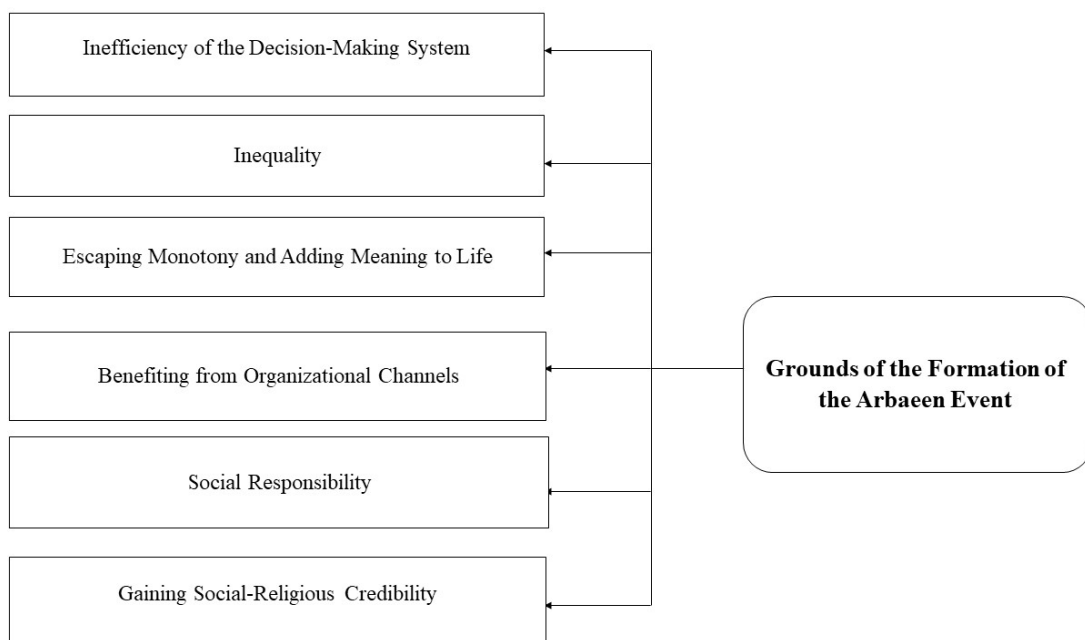 Inefficiency of the Decision-Making System
Inequality
Escaping Monotony and Adding Meaning to Life
Benefiting from Organizational Channels
Social Responsibility
Gaining Social-Religious Credibility
Grounds of the Formation of
the Arbaeen Event